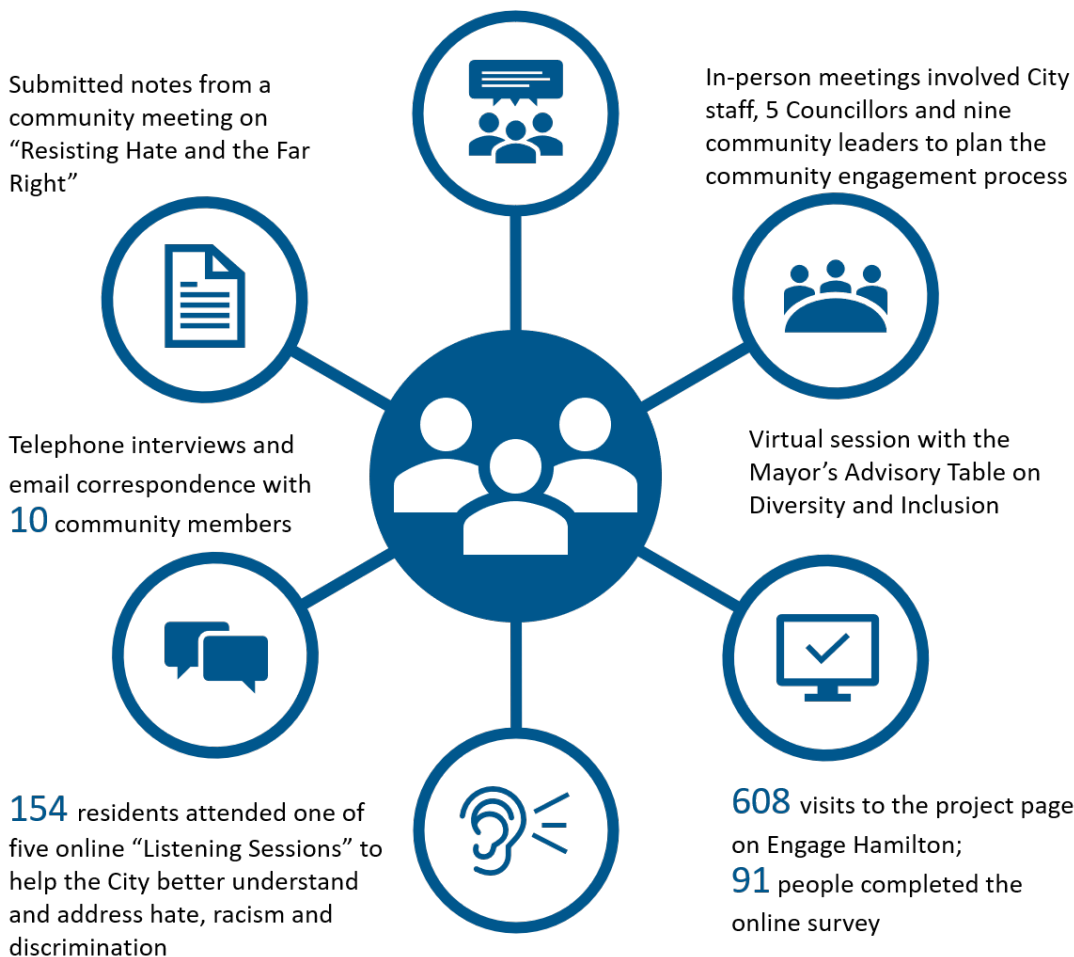 Submitted notes from a
community meeting on
“Resisting Hate and the Far
Right”
In-person meetings involved City
staff, 5 Councillors and nine
community leaders to plan the
community engagement process
Telephone interviews and
email correspondence with
10 community members
Virtual session with the
Mayor’s Advisory Table on
Diversity and Inclusion
154 residents attended one of
five online “Listening Sessions” to
help the City better understand
and address hate, racism and
discrimination
608 visits to the project page
on Engage Hamilton;
91 people completed the
online survey